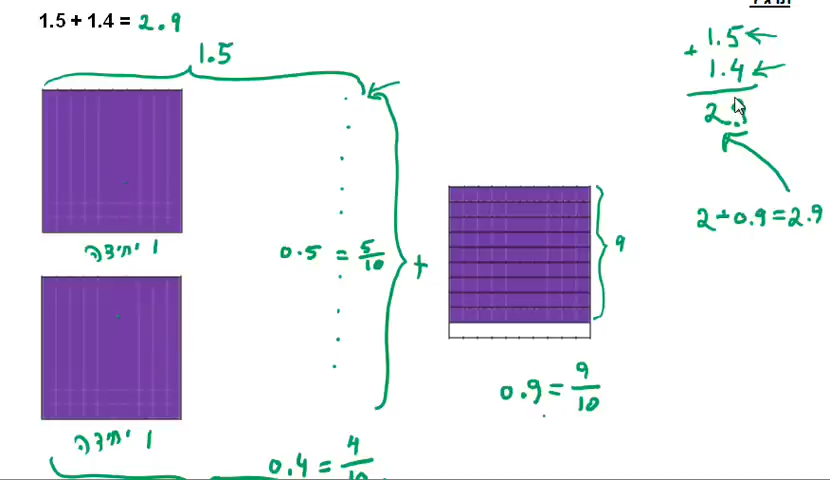 1.5 + 1.4 = 2.9
1.5
1 יחידה
1 יחידה
0.5 = 5/10
0.4 = 4/10
+
9
0.9 = 9/10
1.5
+ 1.4
2.9
2 + 0.9 = 2.9